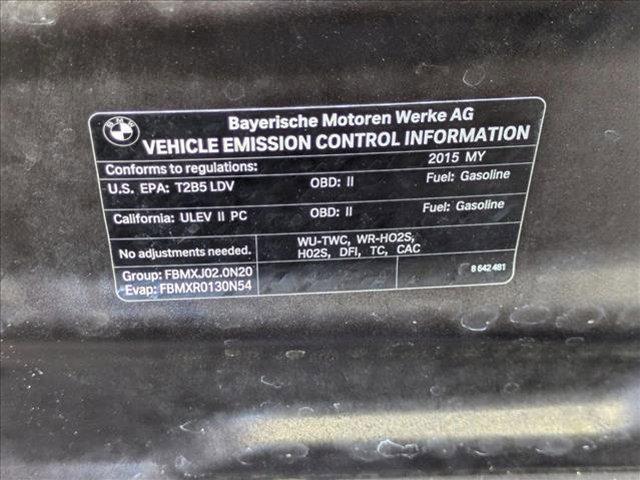 BMW
Bayerische Motoren Werke AG
VEHICLE EMISSION CONTROL INFORMATION
Conforms to regulations: 2015 MY
U.S. EPA: T2B5 LDV OBD: II Fuel: Gasoline
California: ULEV II PC OBD: II Fuel: Gasoline
No adjustments needed.
WU-TWC, WR-HO2S,
H02S, DFI, TC, CAC
Group: FBMXJ02.0N20
Evap: FBMXR0130N54
8 642 481